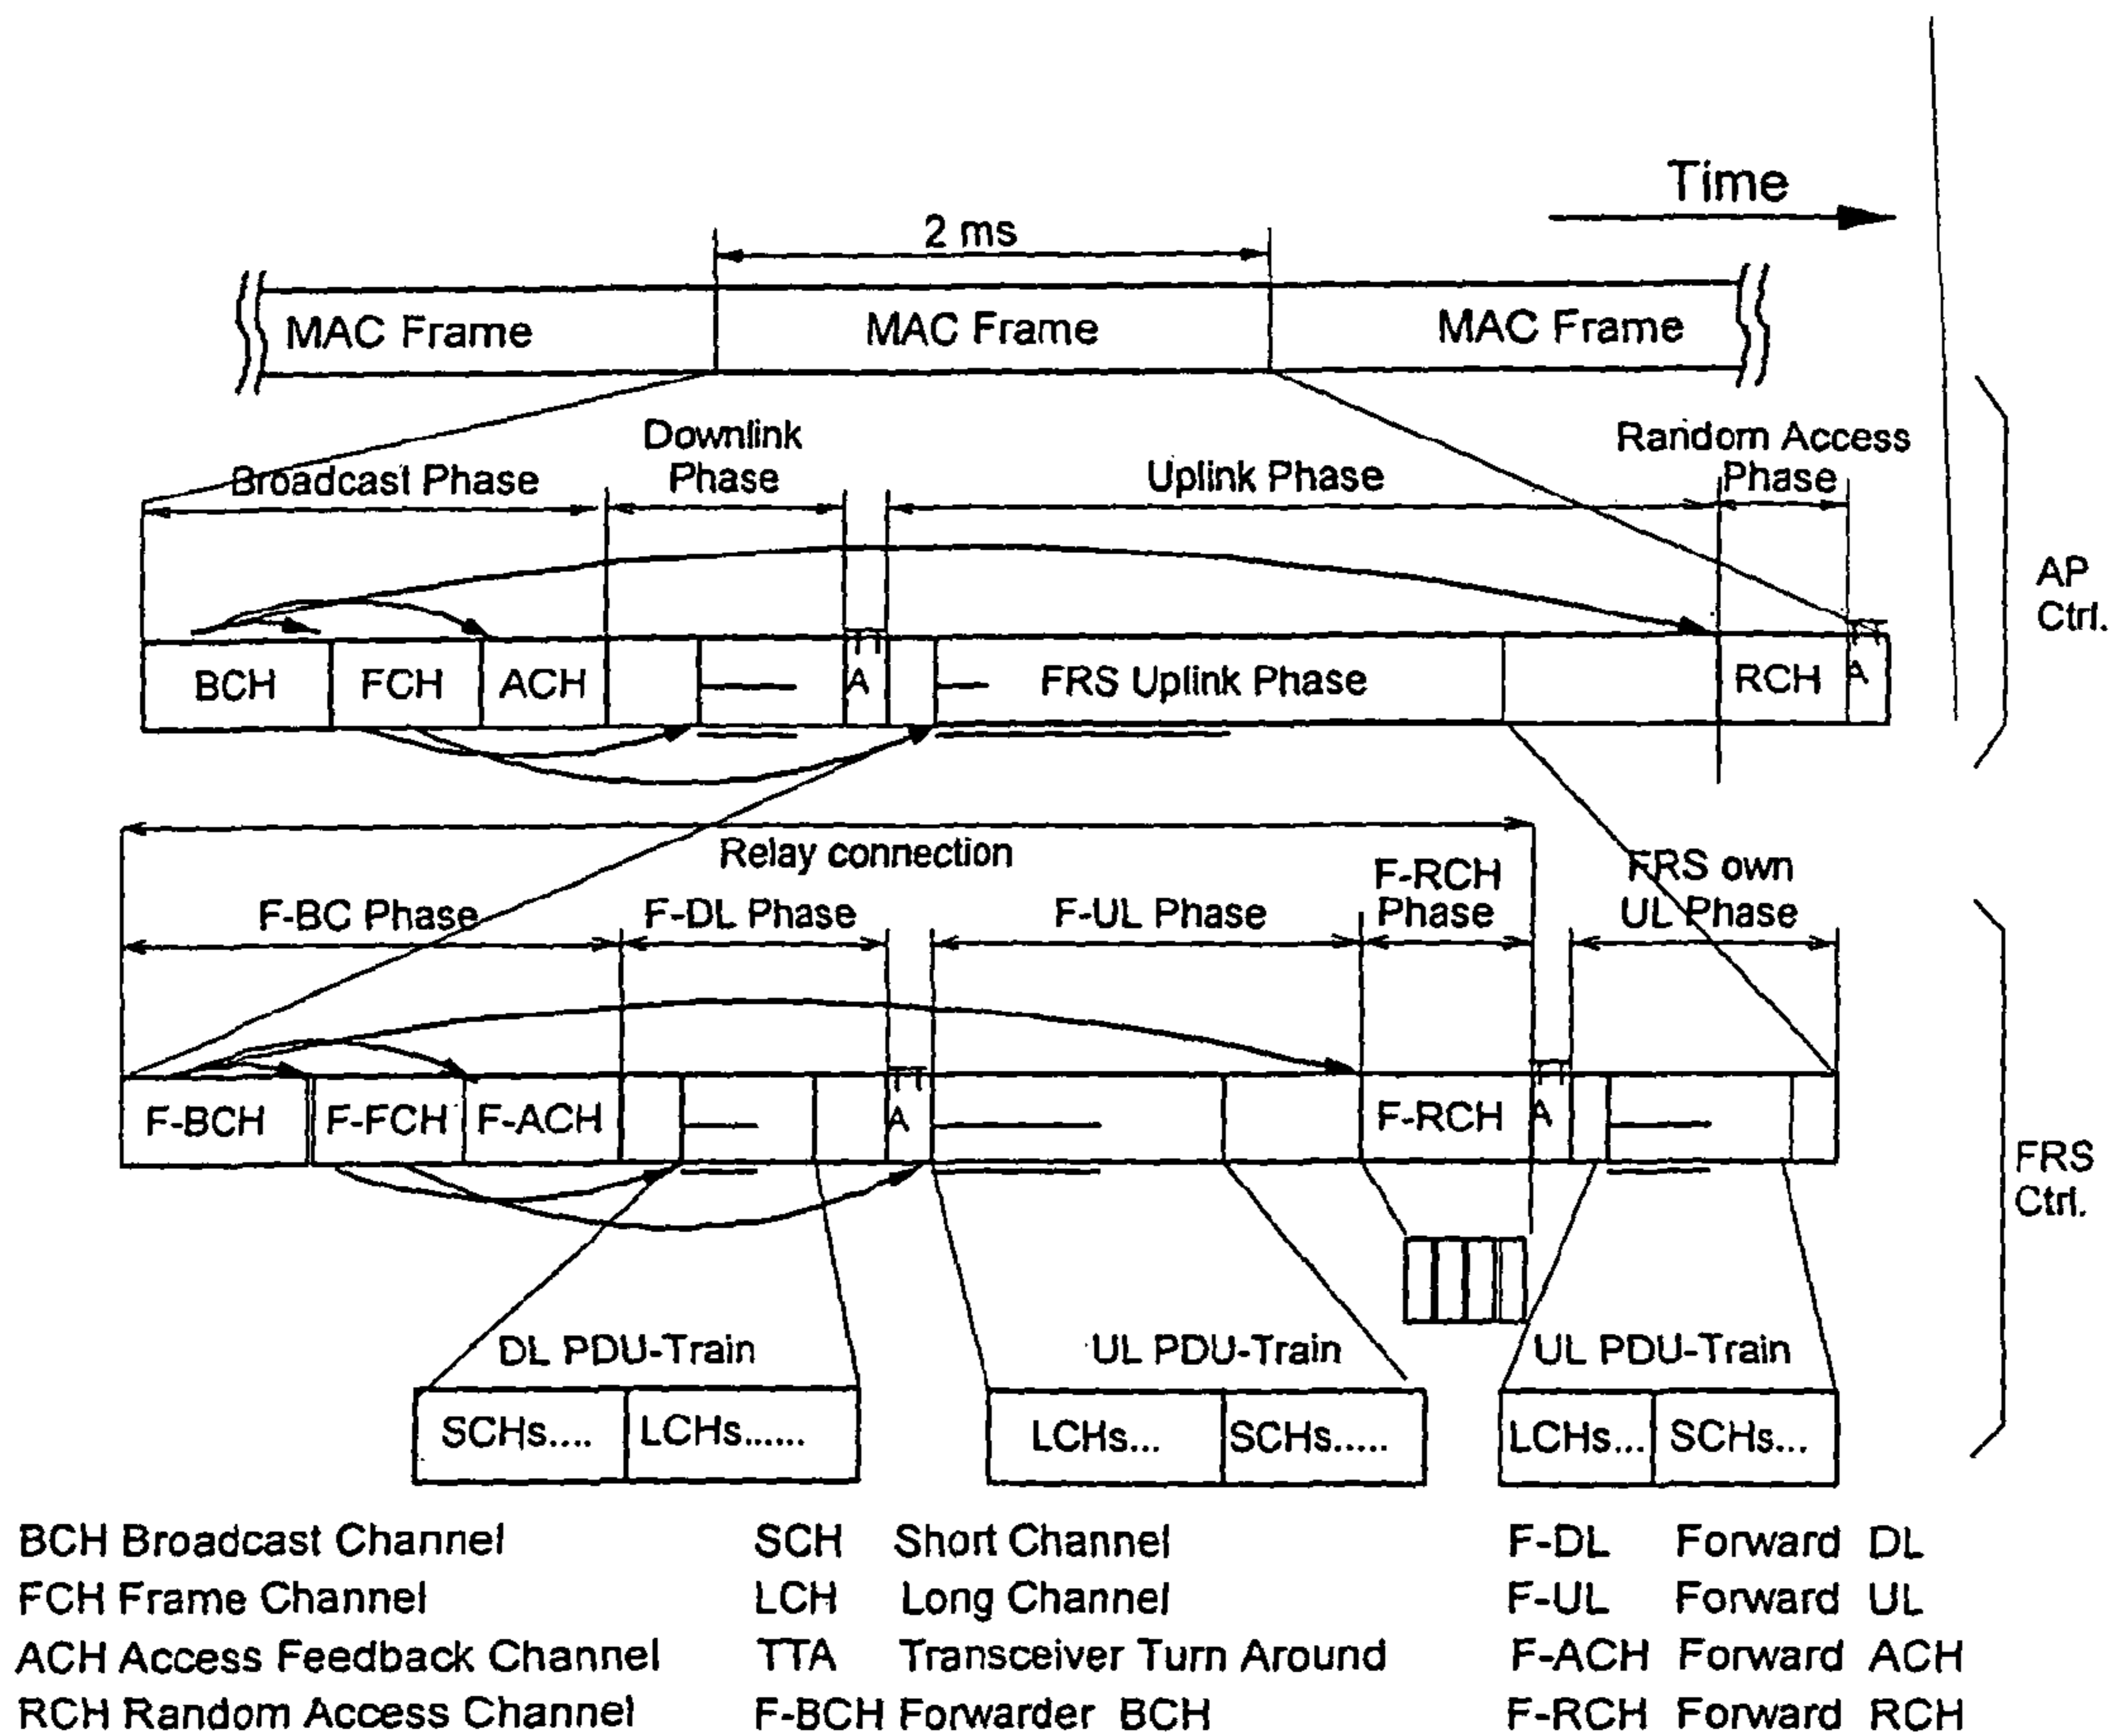 Time
2 ms
MAC Frame MAC Frame MAC Frame
Downlink
Phase
Broadcast Phase
Uplink Phase
Random Access
Phase
TT
TT
BCH FCH ACH A FRS Uplink Phase RCH A
AP
Ctrl.
Relay connection
F-BC Phase F-DL Phase F-UL Phase
F-RCH
Phase
FRS own
UL Phase
TT
TT
F-BCH F-FCH F-ACH A F-RCH A
FRS
Ctrl.
DL PDU-Train UL PDU-Train UL PDU-Train
SCHs.... LCHs...... LCHs... SCHs..... LCHs... SCHs...
BCH Broadcast Channel SCH Short Channel F-DL Forward DL
FCH Frame Channel LCH Long Channel F-UL Forward UL
ACH Access Feedback Channel TTA Transceiver Turn Around F-ACH Forward ACH
RCH Random Access Channel F-BCH Forwarder BCH F-RCH Forward RCH